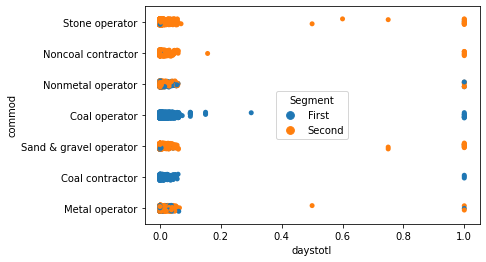 Stone operator
Noncoal contractor
Nonmetal operator
Coal operator
Sand & gravel operator
Coal contractor
Metal operator
commod
Segment
First
Second
0.0 0.2 0.4 0.6 0.8 1.0
daystotl